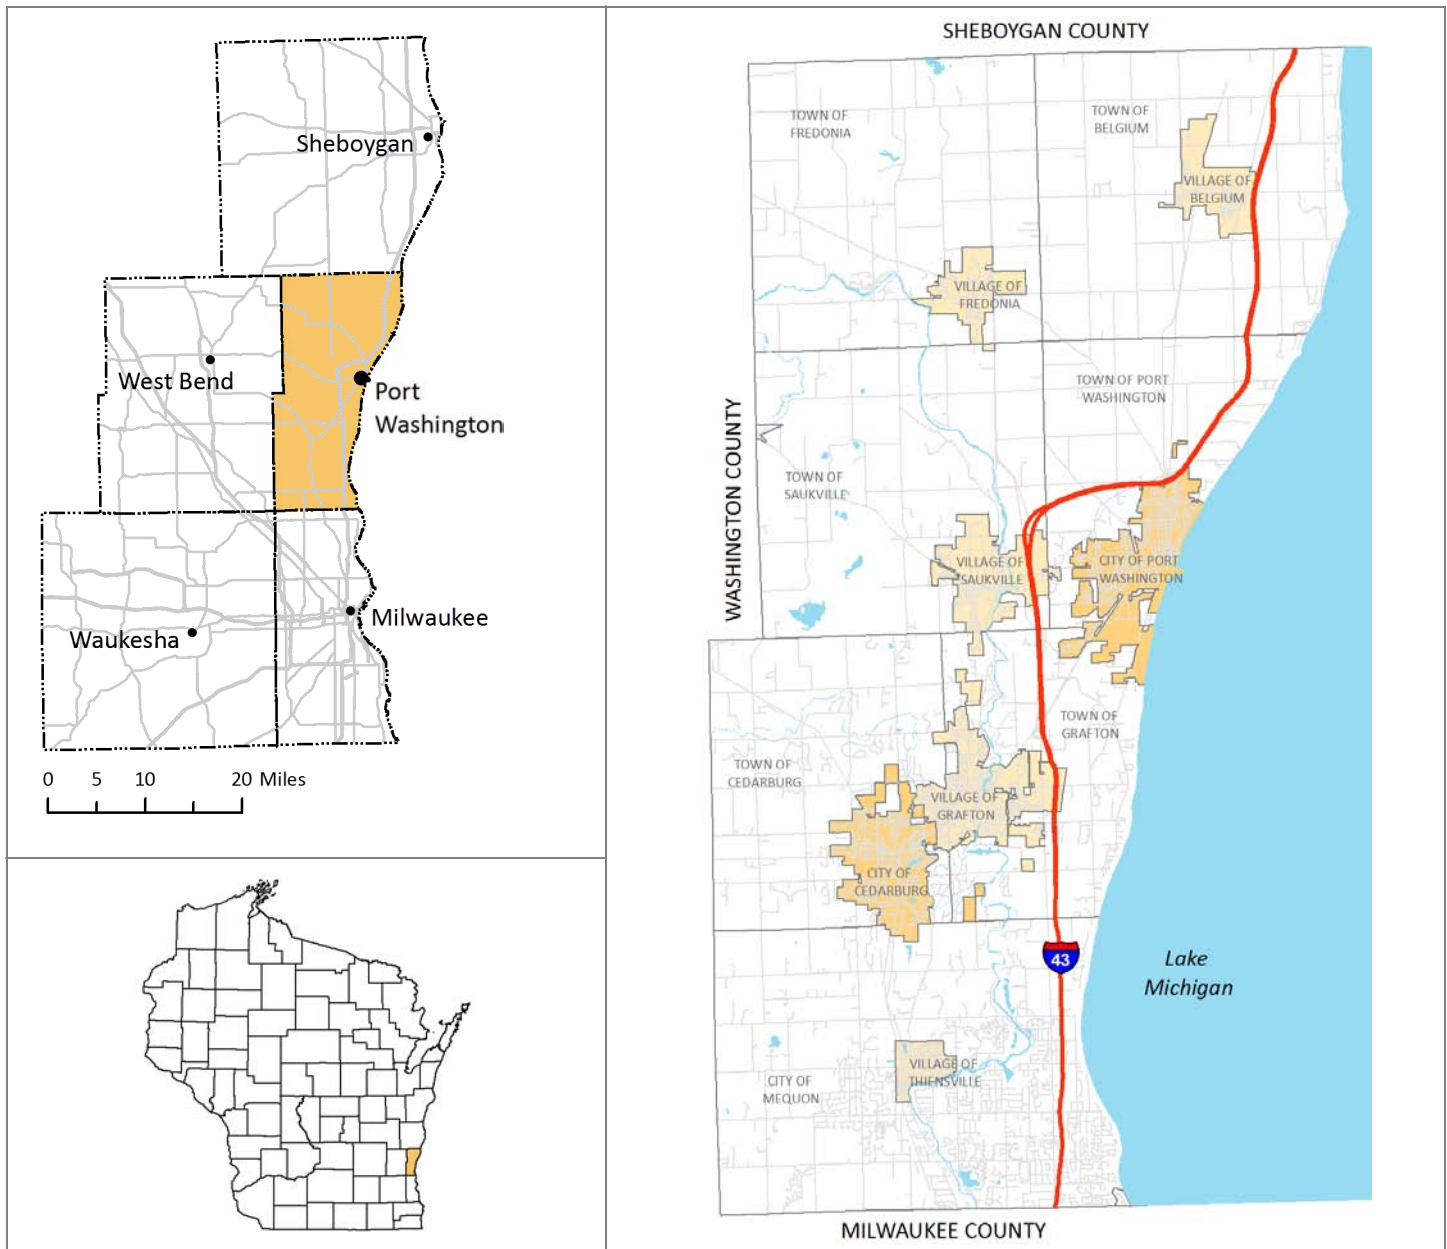 Sheboygan
West Bend
Port
Washington
Milwaukee
Waukesha
0 5 10 20 Miles
SHEBOYGAN COUNTY
TOWN OF
FREDONIA
TOWN OF
BELGIUM
VILLAGE OF
BELGIUM
VILLAGE OF
FREDONIA
TOWN OF PORT
WASHINGTON
WASHINGTON COUNTY
TOWN OF
SAUKVILLE
VILLAGE OF
SAUKVILLE
CITY OF PORT
WASHINGTON
TOWN OF
GRAFTON
TOWN OF
CEDARBURG
VILLAGE OF
GRAFTON
CITY OF
CEDARBURG
43
Lake
Michigan
VILLAGE OF
THIENSVILLE
CITY OF
MEQUON
MILWAUKEE COUNTY